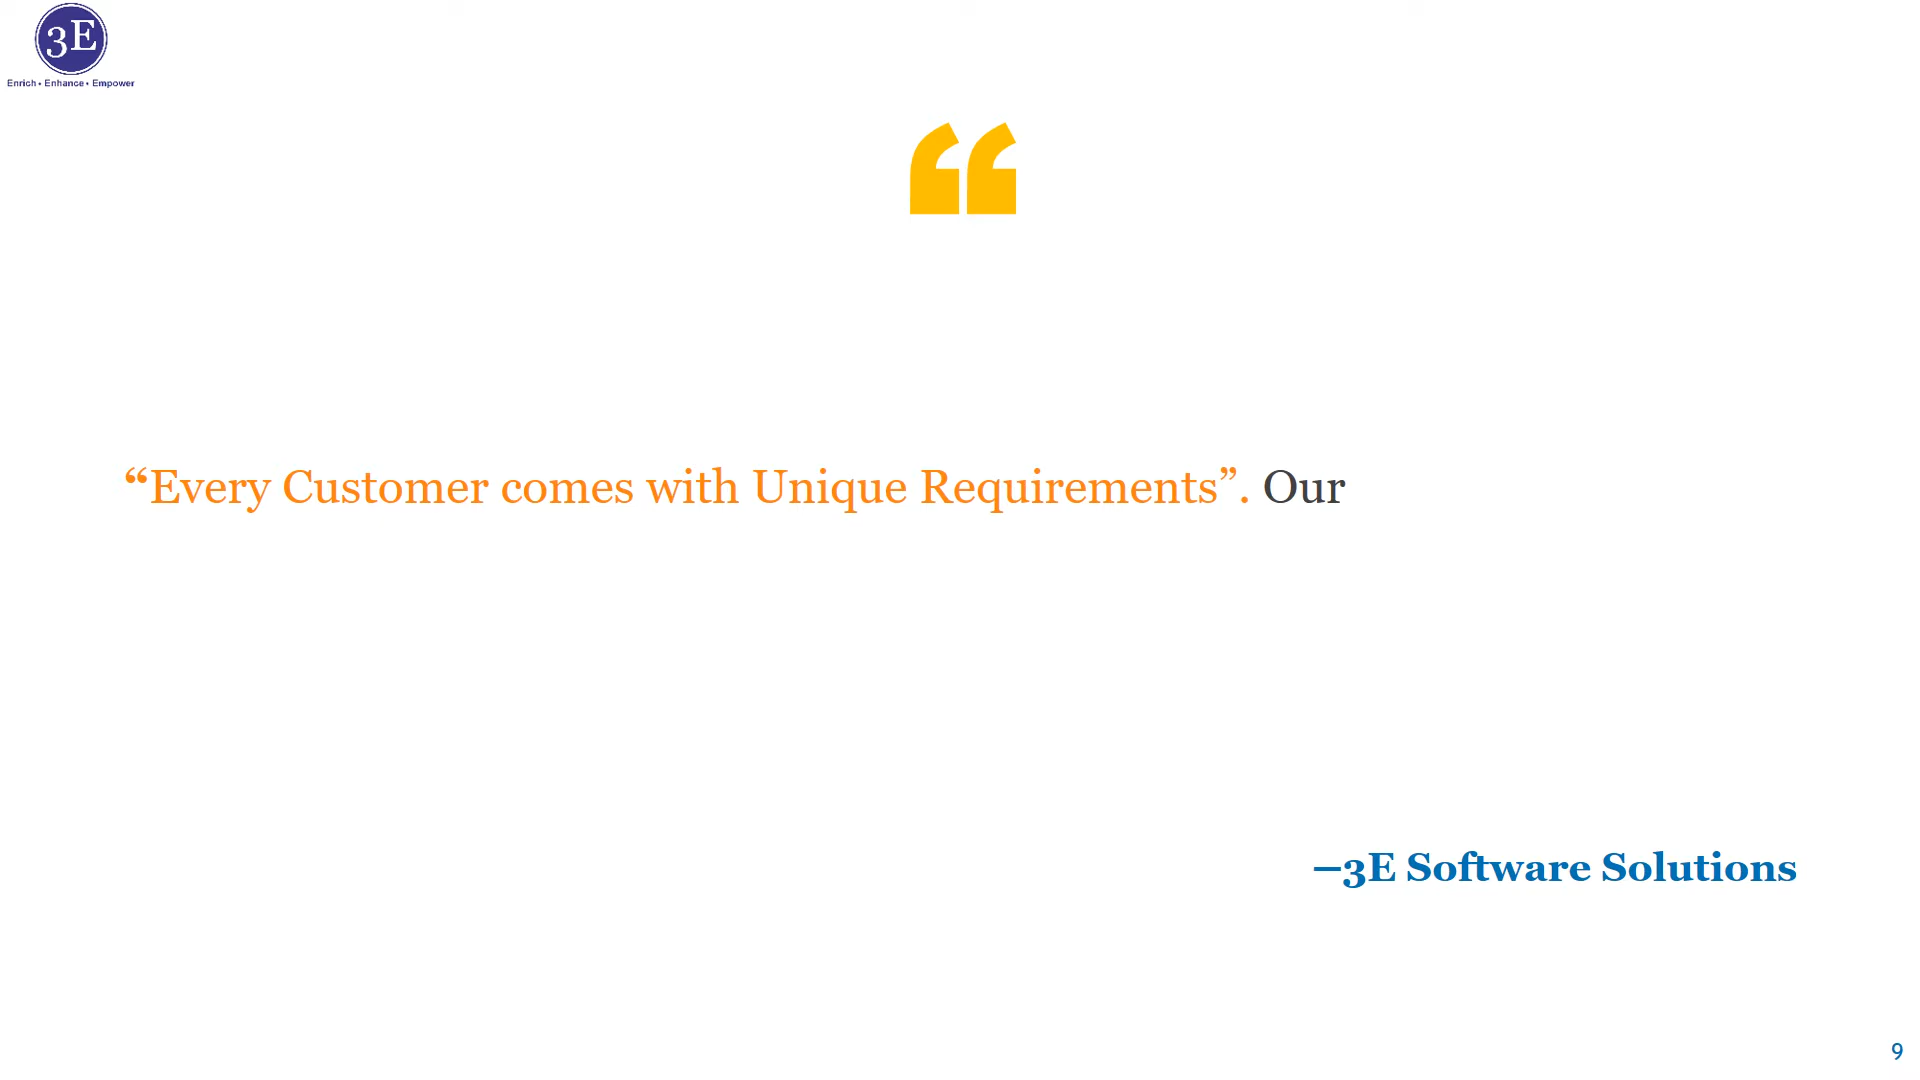 3E
Enrich • Enhance • Empower
“
“Every Customer comes with Unique Requirements”. Our
—3E Software Solutions
9